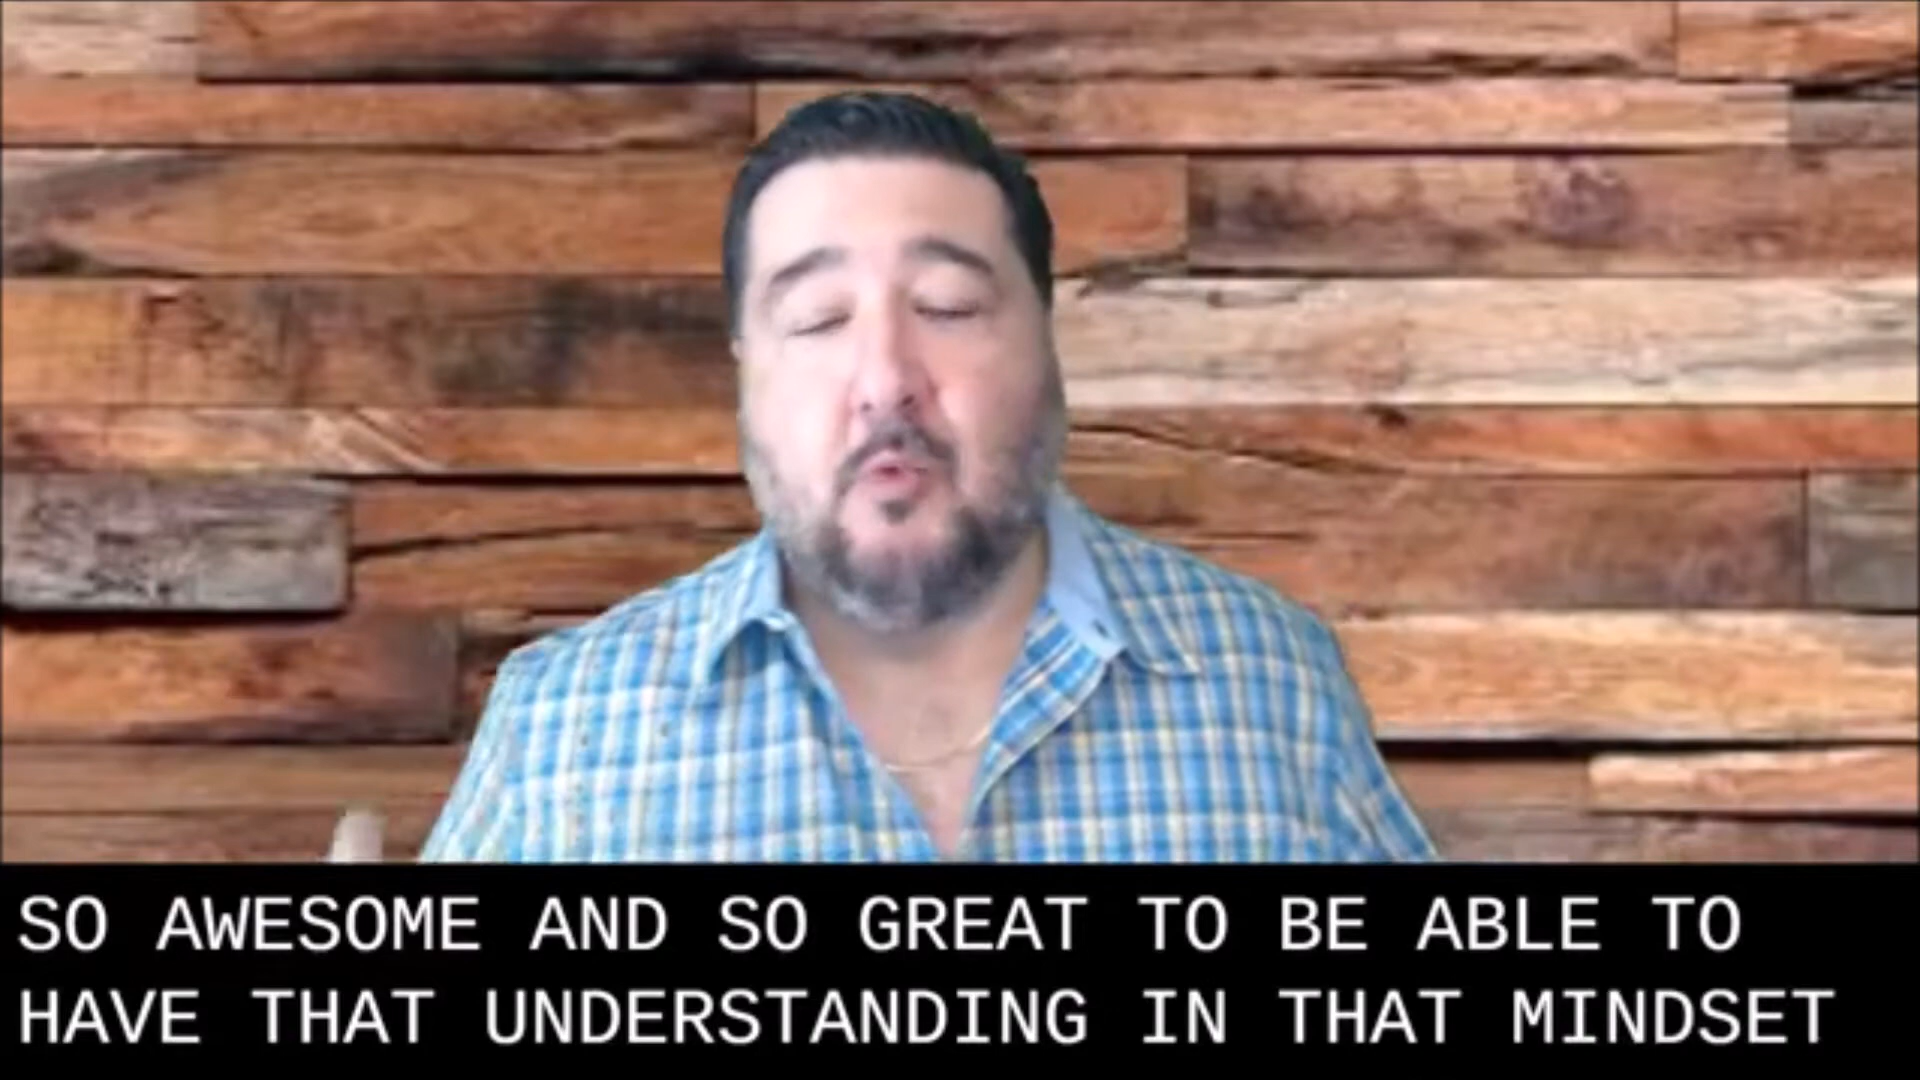 SO AWESOME AND SO GREAT TO BE ABLE TO
HAVE THAT UNDERSTANDING IN THAT MINDSET